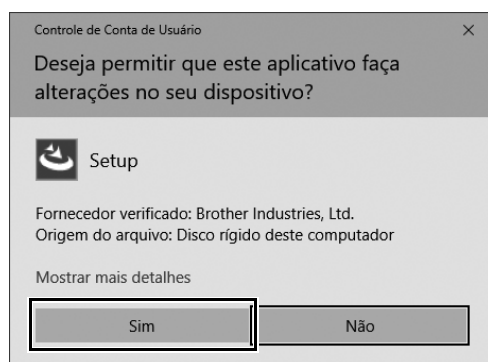 Controle de Conta de Usuário
Deseja permitir que este aplicativo faça
alterações no seu dispositivo?
Setup
Fornecedor verificado: Brother Industries, Ltd.
Origem do arquivo: Disco rígido deste computador
Mostrar mais detalhes
Sim
Não